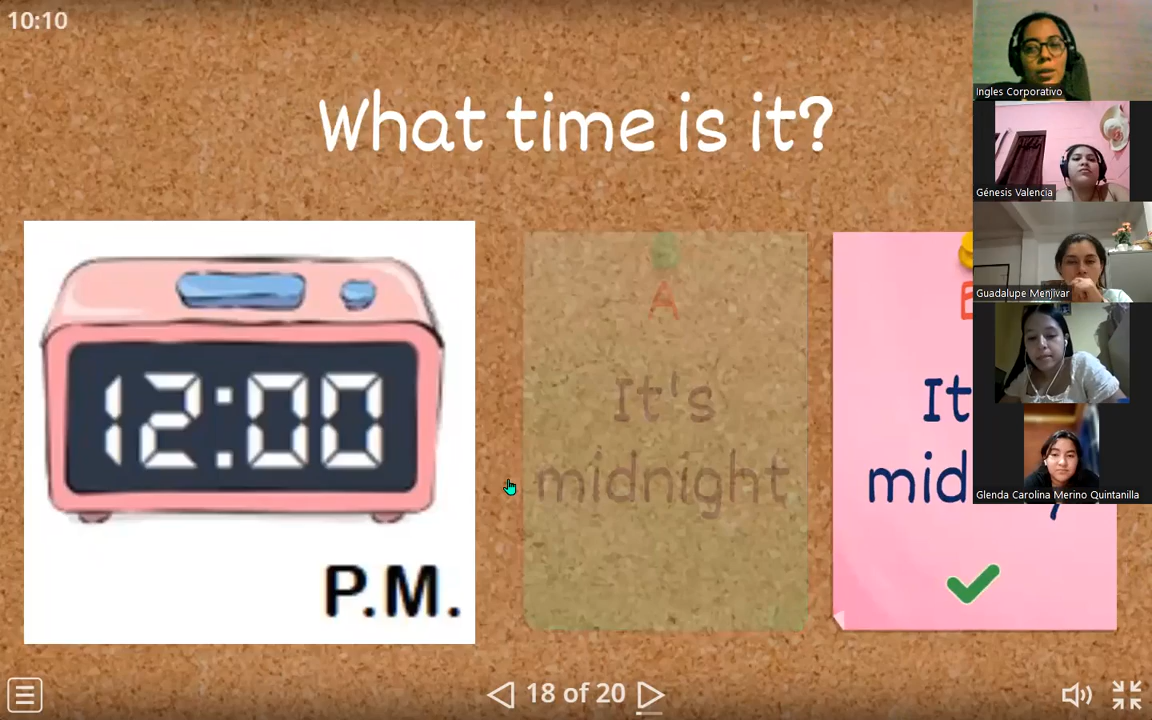 10:10
What time is it?
12:00
P.M.
A
It's
midnight
It
mid
18 of 20
Ingles Corporativo
Génesis Valencia
Guadalupe Menjivar
Glenda Carolina Merino Quintanilla